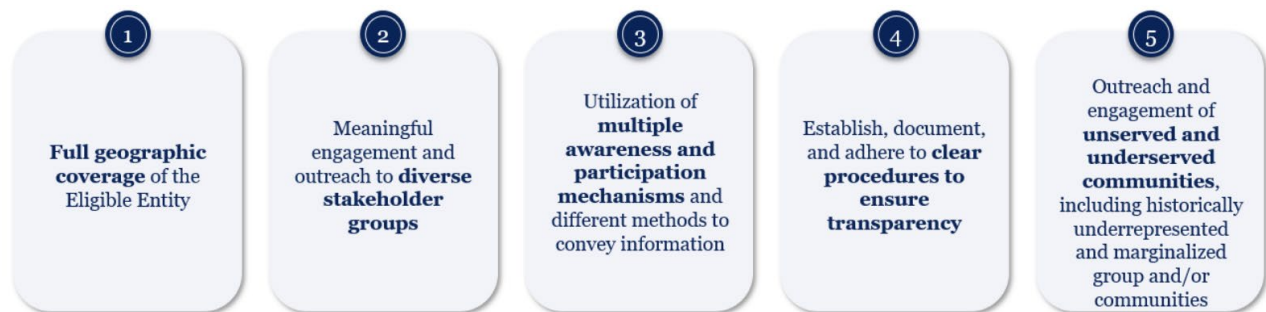 1
Full geographic
coverage of the
Eligible Entity
2
Meaningful
engagement and
outreach to diverse
stakeholder
groups
3
Utilization of
multiple
awareness and
participation
mechanisms and
different methods to
convey information
4
Establish, document,
and adhere to clear
procedures to
ensure
transparency
5
Outreach and
engagement of
unserved and
underserved
communities,
including historically
underrepresented
and marginalized
group and/or
communities